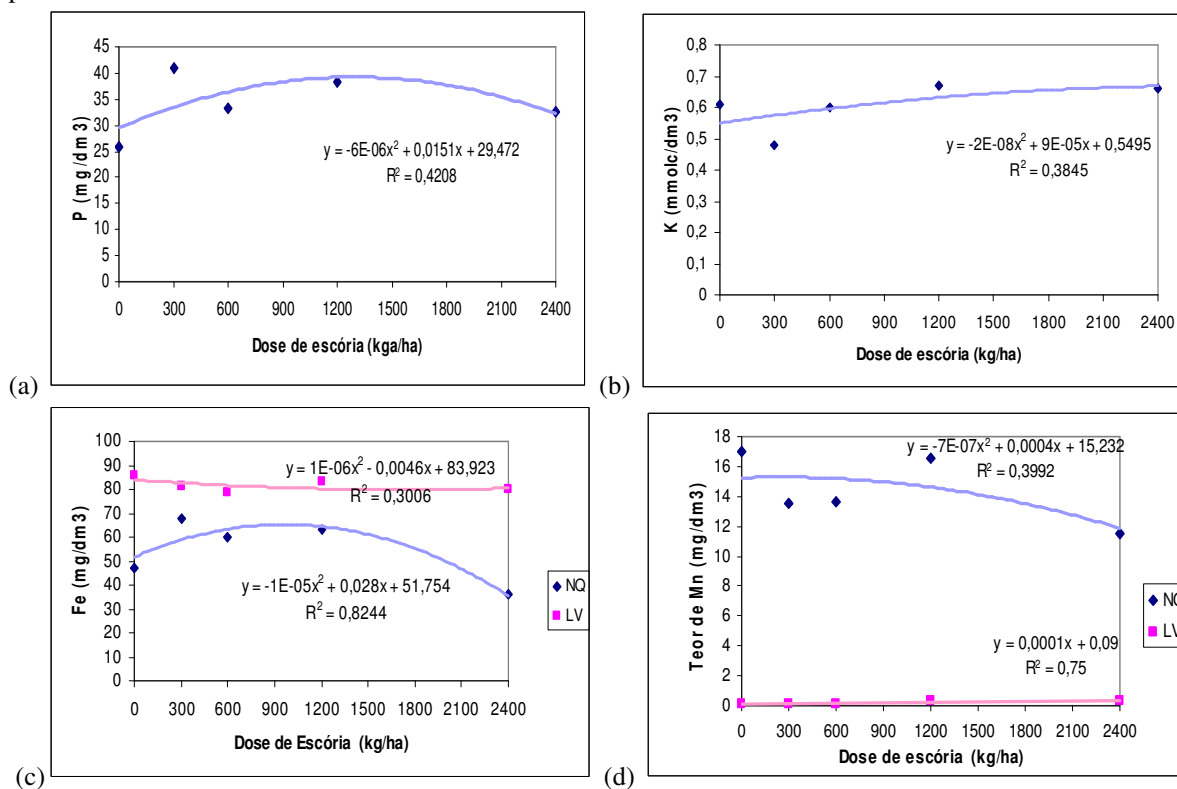 45
40
35
30
25
20
15
10
5
0
P (mg/dm3)
y = -6E-06x² + 0,0151x + 29,472
R² = 0,4208
0 300 600 900 1200 1500 1800 2100 2400
Dose de escória (kga/ha)
(a)
0,8
0,7
0,6
0,5
0,4
0,3
0,2
0,1
0
K (mmolc/dm3)
y = -2E-08x² + 9E-05x + 0,5495
R² = 0,3845
0 300 600 900 1200 1500 1800 2100 2400
Dose de escória (kg/ha)
(b)
100
90
80
70
60
50
40
30
20
10
0
Fe (mg/dm3)
y = 1E-06x² - 0,0046x + 83,923
R² = 0,3006
y = -1E-05x² + 0,028x + 51,754
R² = 0,8244
NQ
LV
0 300 600 900 1200 1500 1800 2100 2400
Dose de Escória (kg/ha)
(c)
18
16
14
12
10
8
6
4
2
0
Teor de Mn (mg/dm3)
y = -7E-07x² + 0,0004x + 15,232
R² = 0,3992
y = 0,0001x + 0,09
R² = 0,75
NQ
LV
0 300 600 900 1200 1500 1800 2100 2400
Dose de escória (kg/ha)
(d)